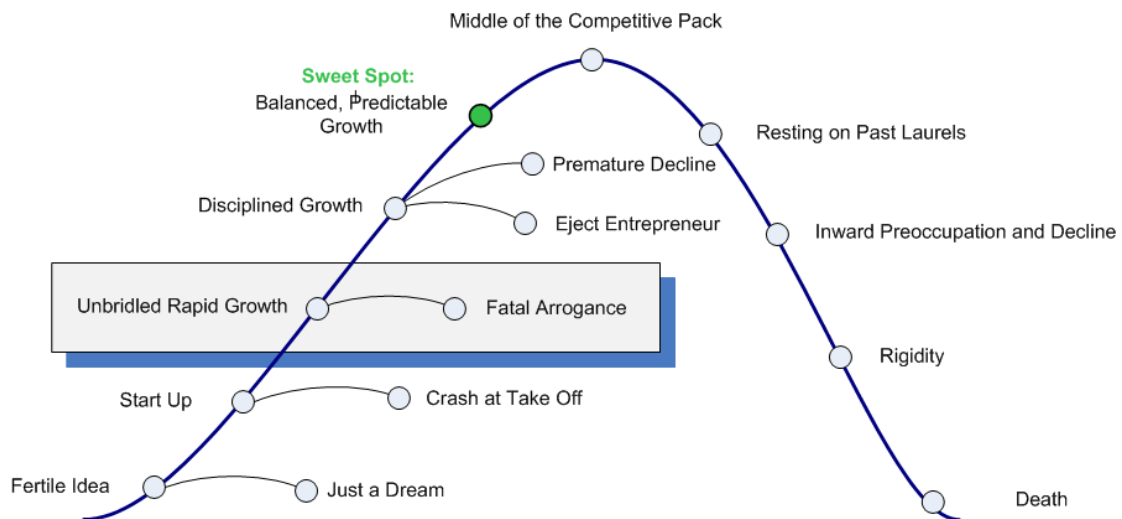 Middle of the Competitive Pack
Sweet Spot:
Balanced, Predictable
Growth
Resting on Past Laurels
Premature Decline
Disciplined Growth
Eject Entrepreneur
Inward Preoccupation and Decline
Unbridled Rapid Growth
Fatal Arrogance
Rigidity
Start Up
Crash at Take Off
Fertile Idea
Just a Dream
Death